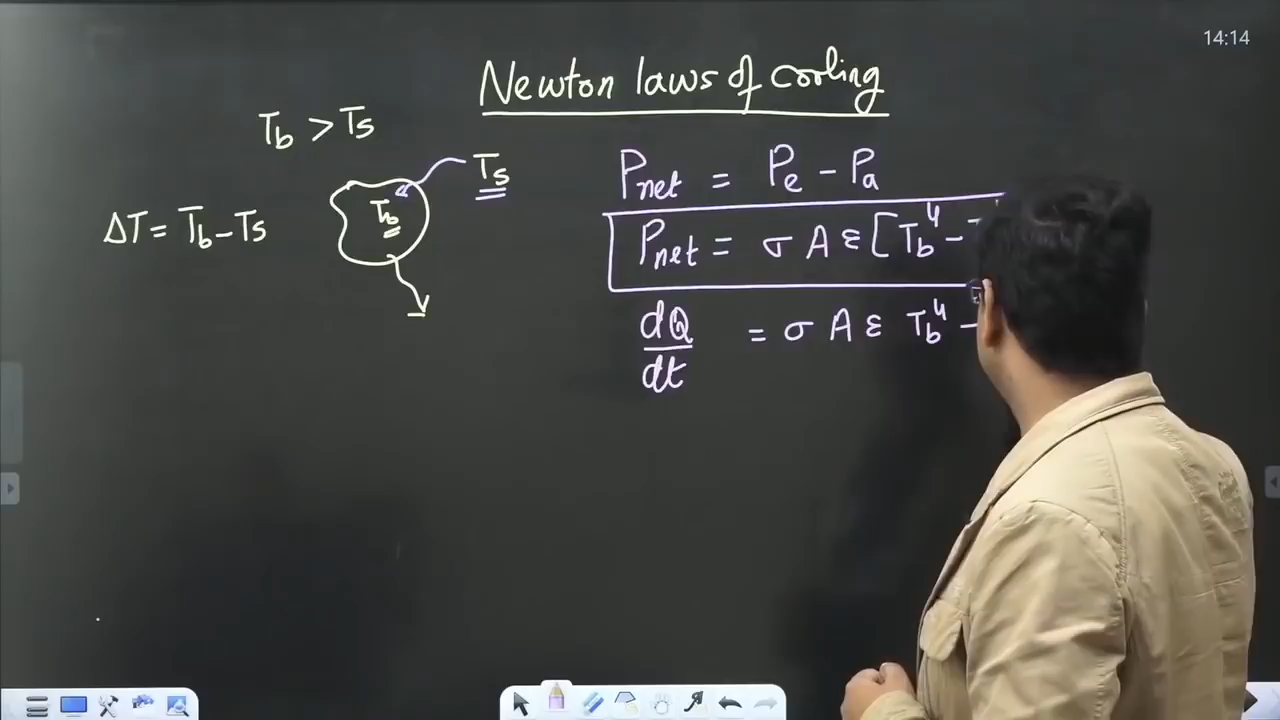 14:14
Newton laws of cooling
Tb > Ts
Ts
Tb
ΔT = Tb - Ts
Pnet = Pe - Pa
Pnet = σ A ε [Tb⁴ -
dQ/dt = σ A ε Tb⁴ -